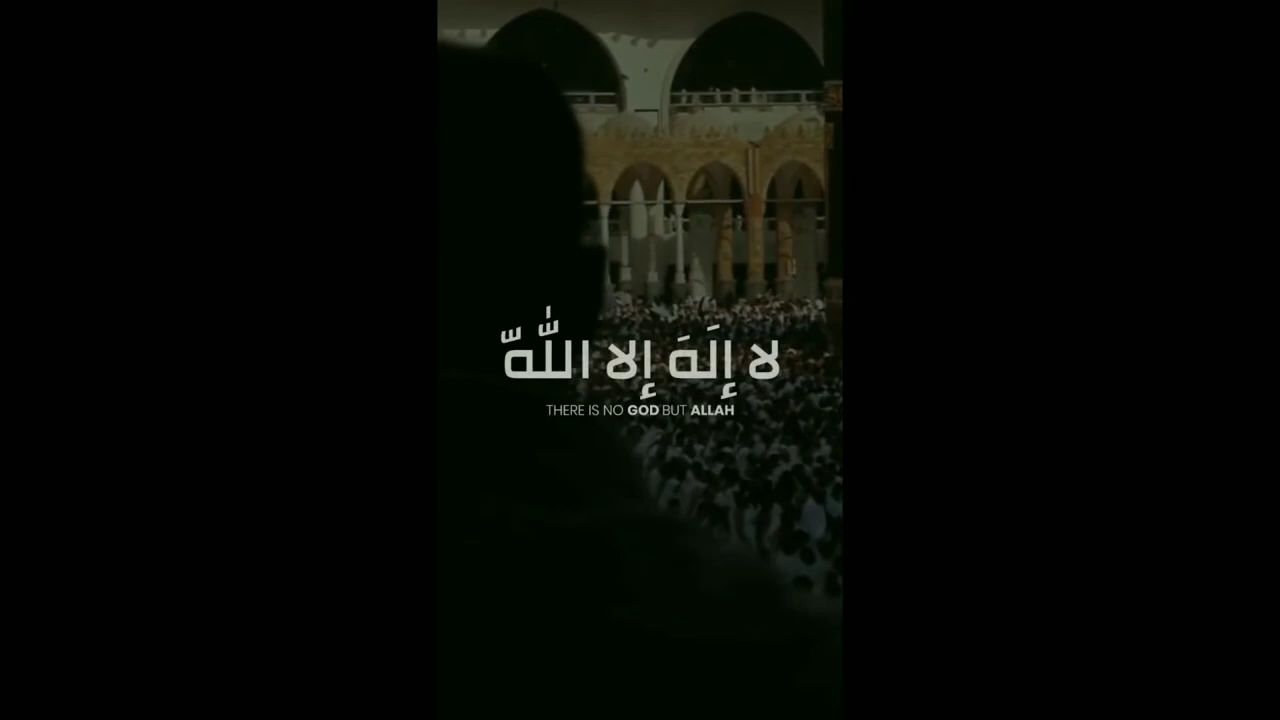 لا إِلَهَ إِلا اللّٰهّ
THERE IS NO GOD BUT ALLAH